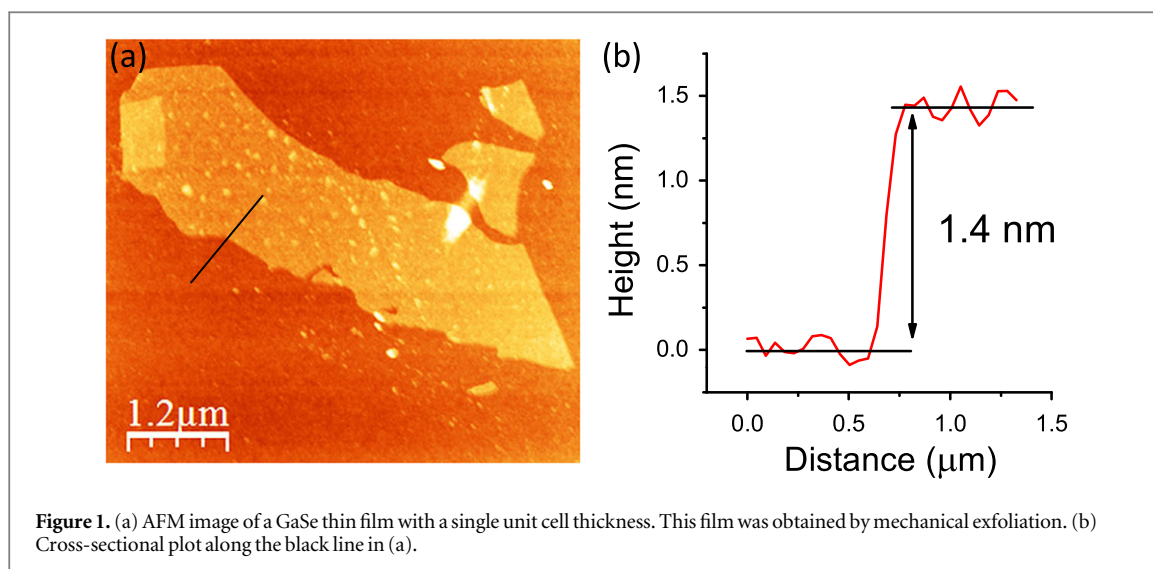 (a)
1.2μm
(b)
Height (nm)
1.5
1.0
0.5
0.0
1.4 nm
0.0 0.5 1.0 1.5
Distance (μm)
Figure 1. (a) AFM image of a GaSe thin film with a single unit cell thickness. This film was obtained by mechanical exfoliation. (b)
Cross-sectional plot along the black line in (a).